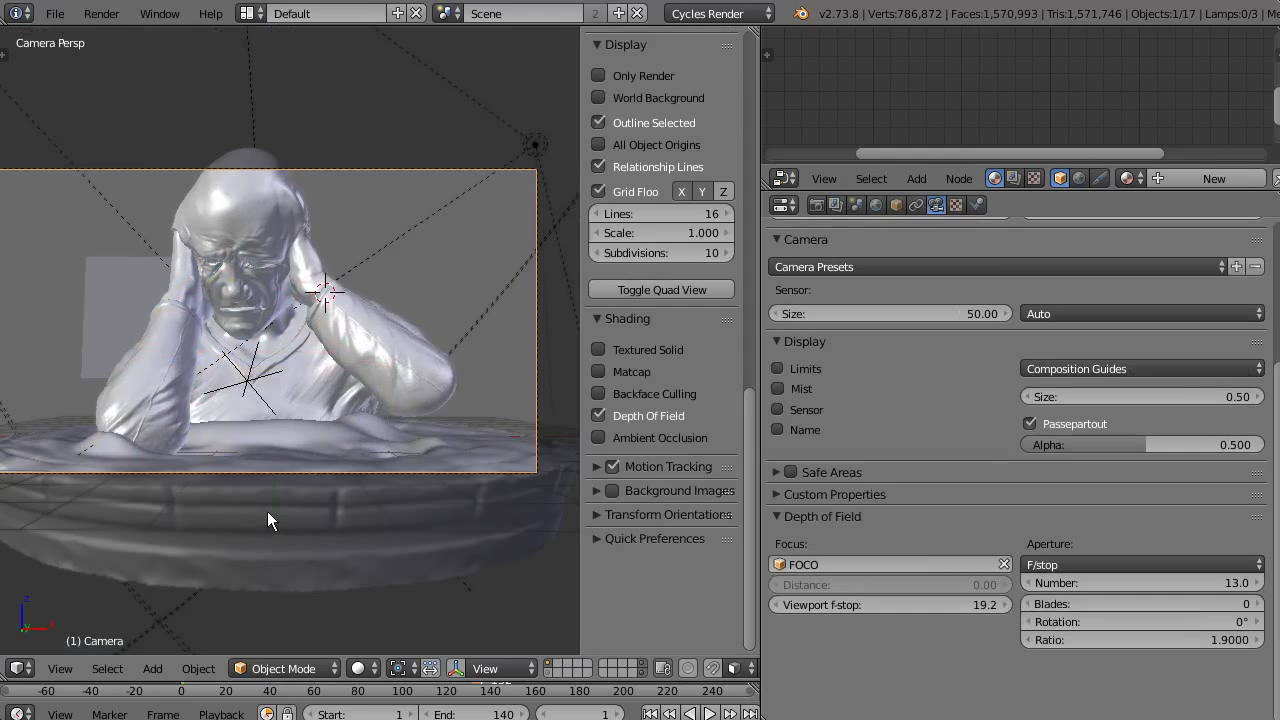 File Render Window Help Default Scene 2 Cycles Render v2.73.8 | Verts:786,872 | Faces:1,570,993 | Tris:1,571,746 | Objects:1/17 | Lamps:0/3 | Me
Camera Persp
Display
Only Render
World Background
Outline Selected
All Object Origins
Relationship Lines
Grid Floo X Y Z
Lines: 16
Scale: 1.000
Subdivisions: 10
Toggle Quad View
Shading
Textured Solid
Matcap
Backface Culling
Depth Of Field
Ambient Occlusion
Motion Tracking
Background Images
Transform Orientations
Quick Preferences
z
x
y
(1) Camera
View Select Add Object Object Mode View
-60 -40 -20 0 20 40 60 80 100 120 140 160 180 200 220 240
View Marker Frame Playback Start: 1 End: 140 1
View Select Add Node New
Camera
Camera Presets
Sensor:
Size: 50.00 Auto
Display
Limits Composition Guides
Mist Size: 0.50
Sensor Passepartout
Name Alpha: 0.500
Safe Areas
Custom Properties
Depth of Field
Focus: Aperture:
FOCO F/stop
Distance: 0.00 Number: 13.0
Viewport f-stop: 19.2 Blades: 0
Rotation: 0°
Ratio: 1.9000